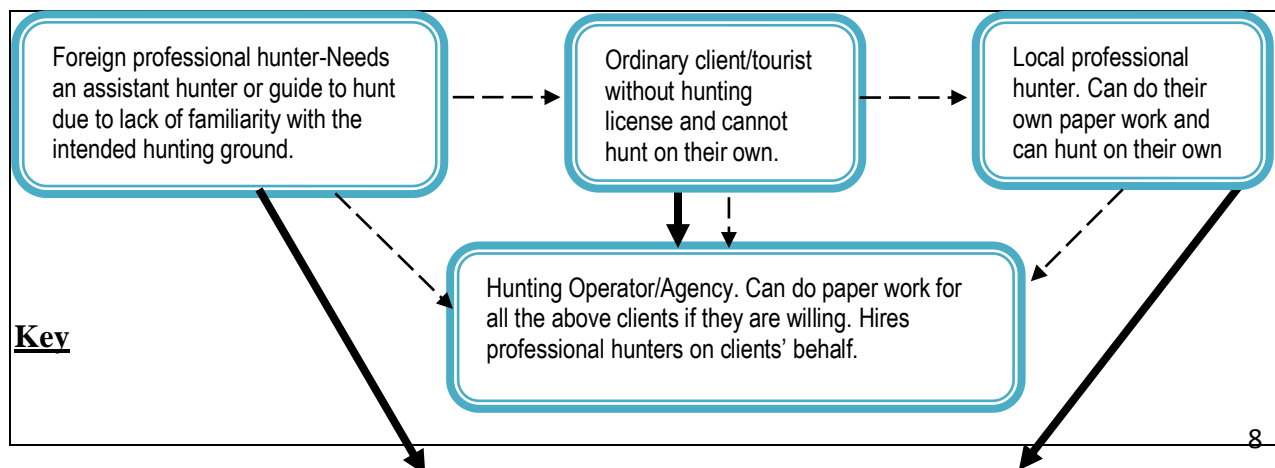 Foreign professional hunter-Needs
an assistant hunter or guide to hunt
due to lack of familiarity with the
intended hunting ground.
Ordinary client/tourist
without hunting
license and cannot
hunt on their own.
Local professional
hunter. Can do their
own paper work and
can hunt on their own
Hunting Operator/Agency. Can do paper work for
all the above clients if they are willing. Hires
professional hunters on clients’ behalf.
Key
8